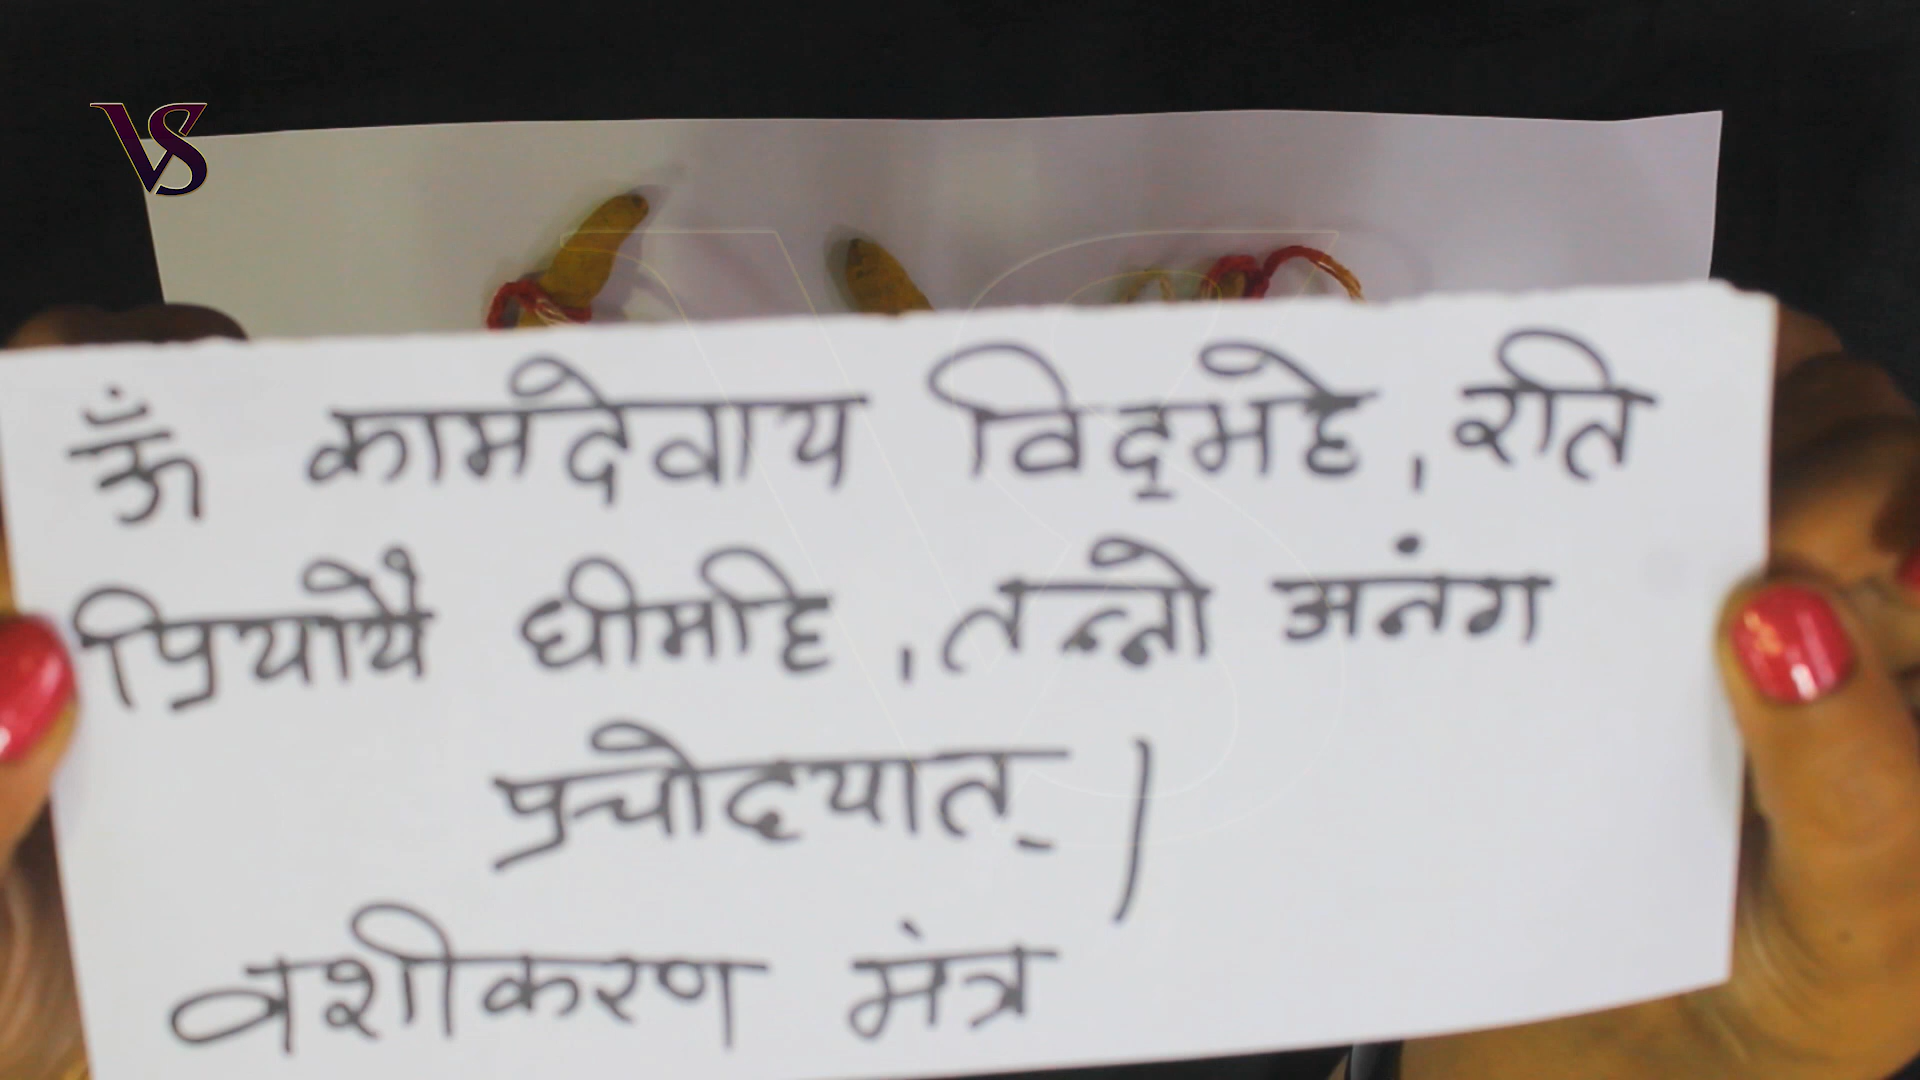 VS
ॐ कामदेवाय विद्महे, रति
प्रियायै धीमहि, तन्नो अनंग
प्रचोदयात् |
वशीकरण मंत्र